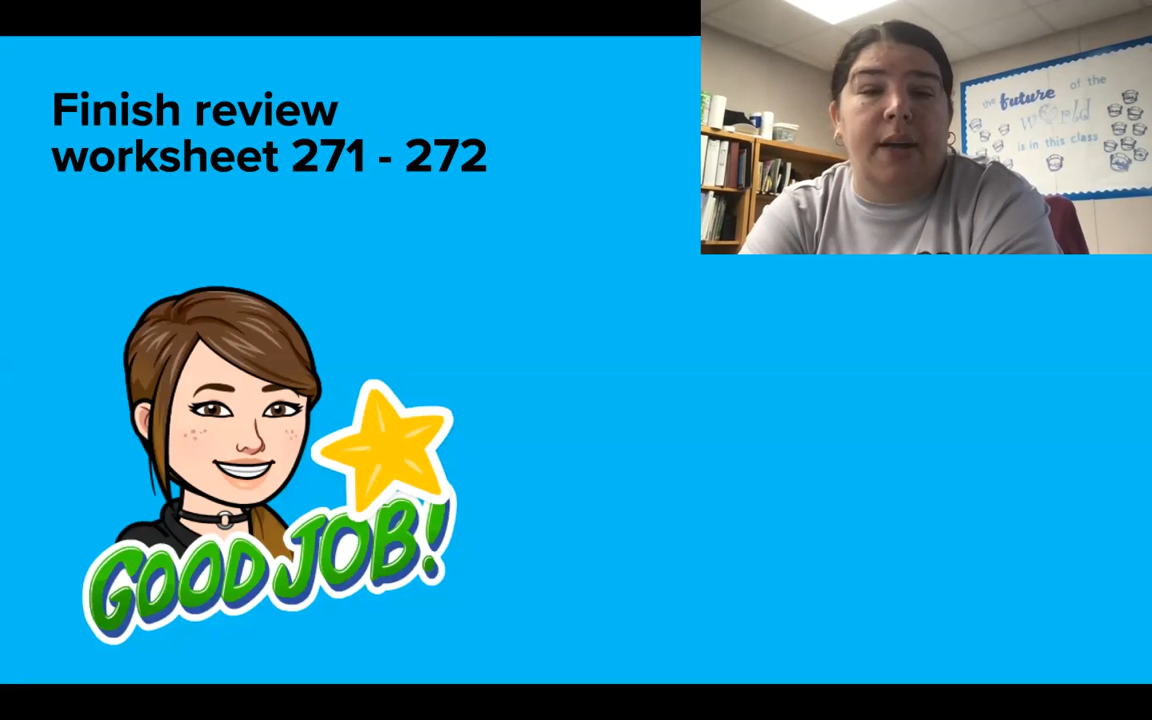 Finish review
worksheet 271 - 272
the future of the
world
is in this class
GOOD JOB!